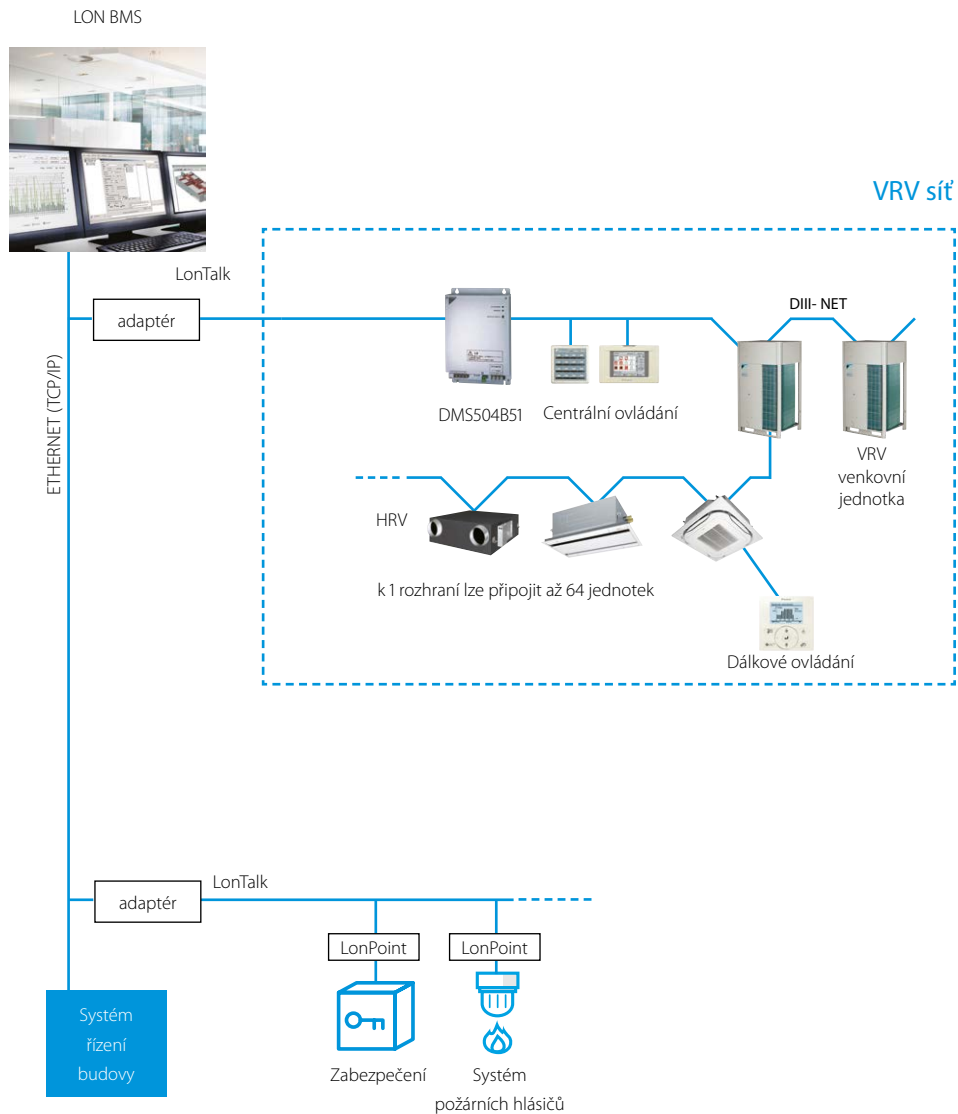 LON BMS
VRV síť
LonTalk
adaptér
DIII- NET
ETHERNET (TCP/IP)
DMS504B51
Centrální ovládání
VRV
venkovní
jednotka
HRV
k 1 rozhraní lze připojit až 64 jednotek
Dálkové ovládání
LonTalk
adaptér
LonPoint
LonPoint
Systém
řízení
budovy
Zabezpečení
Systém
požárních hlásičů